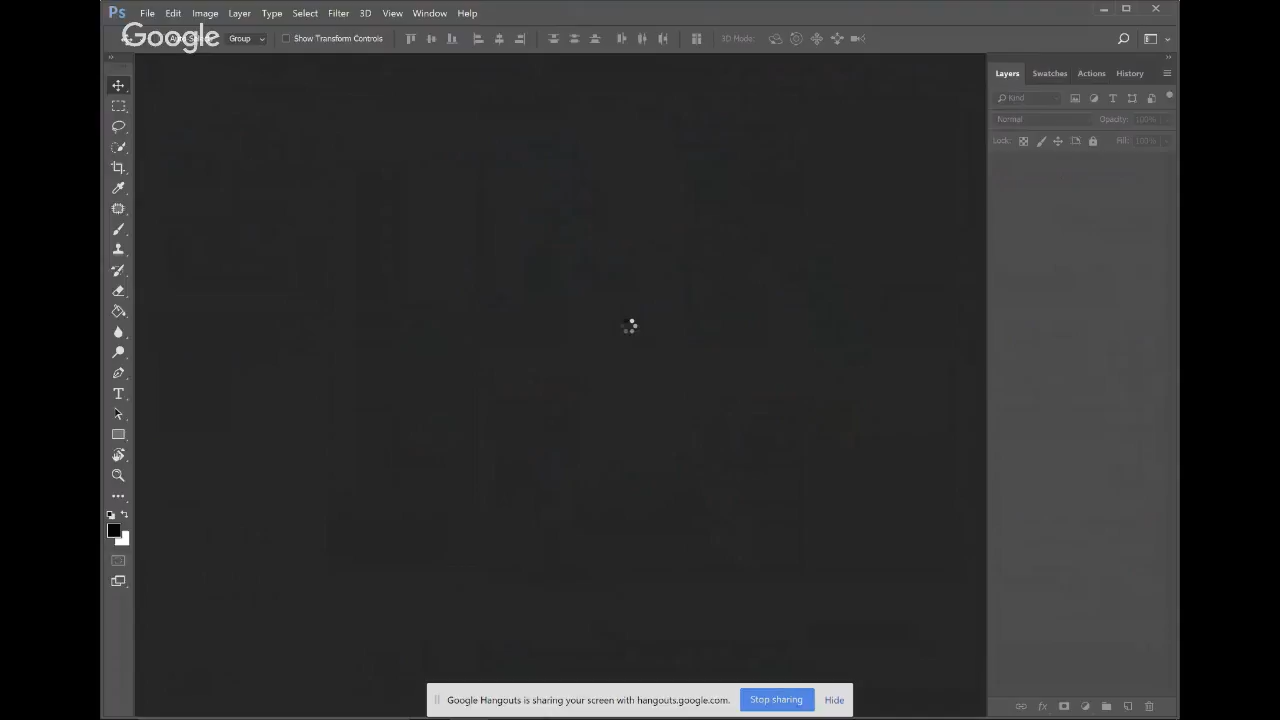 Ps File Edit Image Layer Type Select Filter 3D View Window Help
Google Group Show Transform Controls 3D Mode:
Layers Swatches Actions History
Kind
Normal Opacity: 100%
Lock: Fill: 100%
Google Hangouts is sharing your screen with hangouts.google.com. Stop sharing Hide